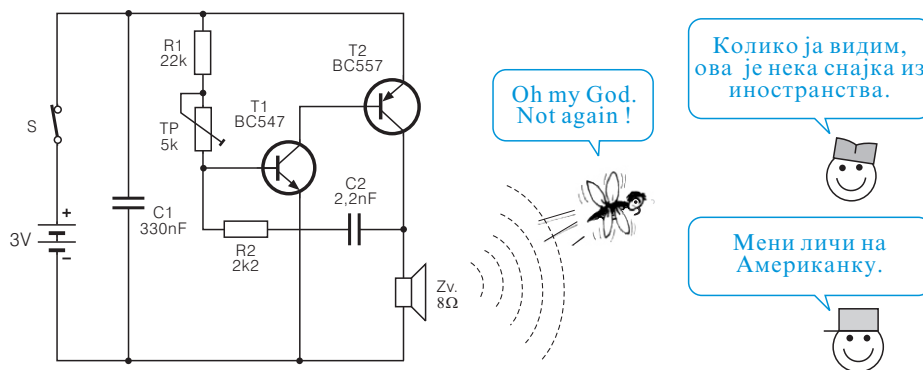 R1
22k
T2
BC557
S
TP
5k
T1
BC547
C1
330nF
C2
2,2nF
+
3V
−
R2
2k2
Zv.
8Ω
Oh my God.
Not again !
Колико ја видим,
ова је нека снајка из
иностранства.
Мени личи на
Американку.